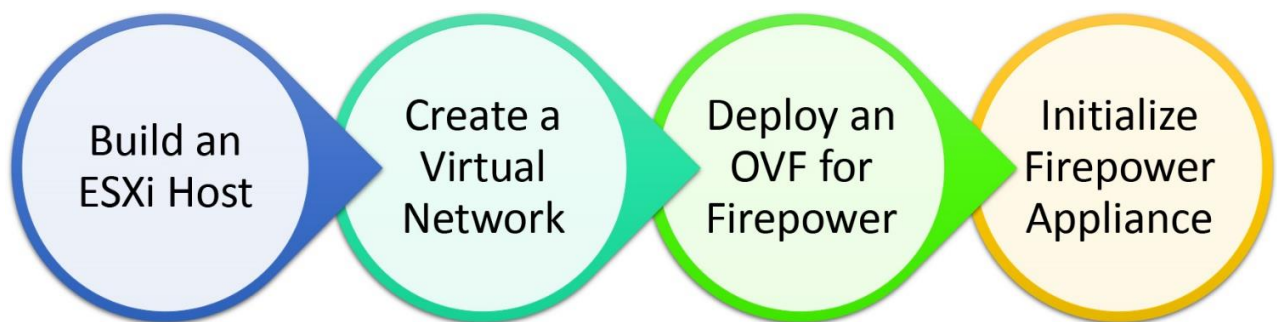 Build an
ESXi Host
Create a
Virtual
Network
Deploy an
OVF for
Firepower
Initialize
Firepower
Appliance